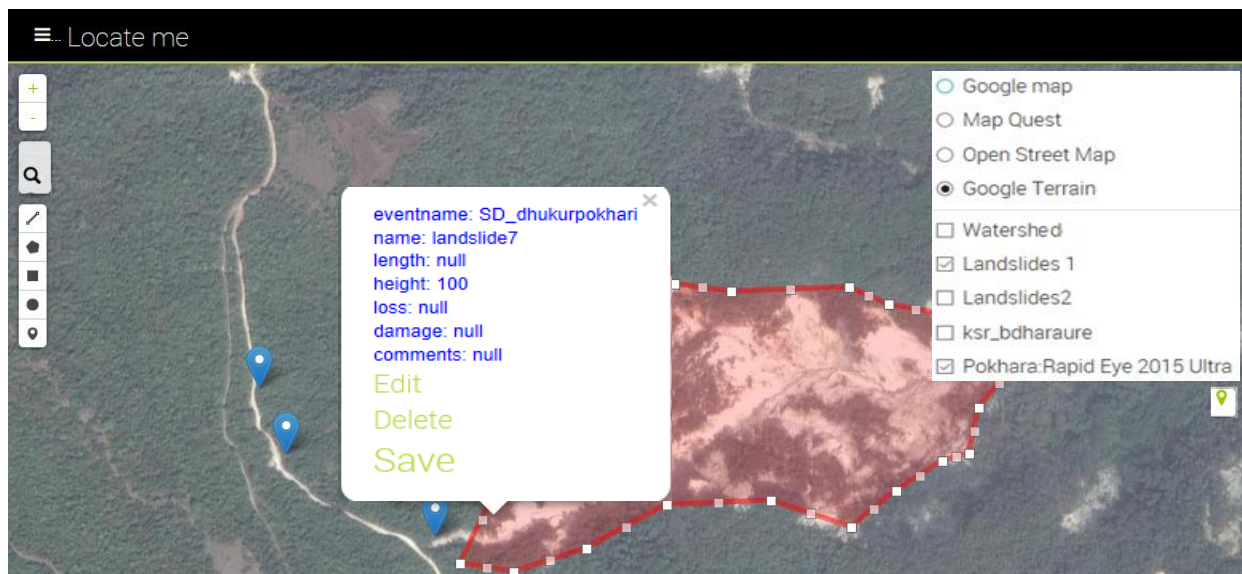 ... Locate me
+
-
Google map
Map Quest
Open Street Map
Google Terrain
Watershed
Landslides 1
Landslides2
ksr_bdharaure
Pokhara:Rapid Eye 2015 Ultra
eventname: SD_dhukurpokhari
name: landslide7
length: null
height: 100
loss: null
damage: null
comments: null
Edit
Delete
Save